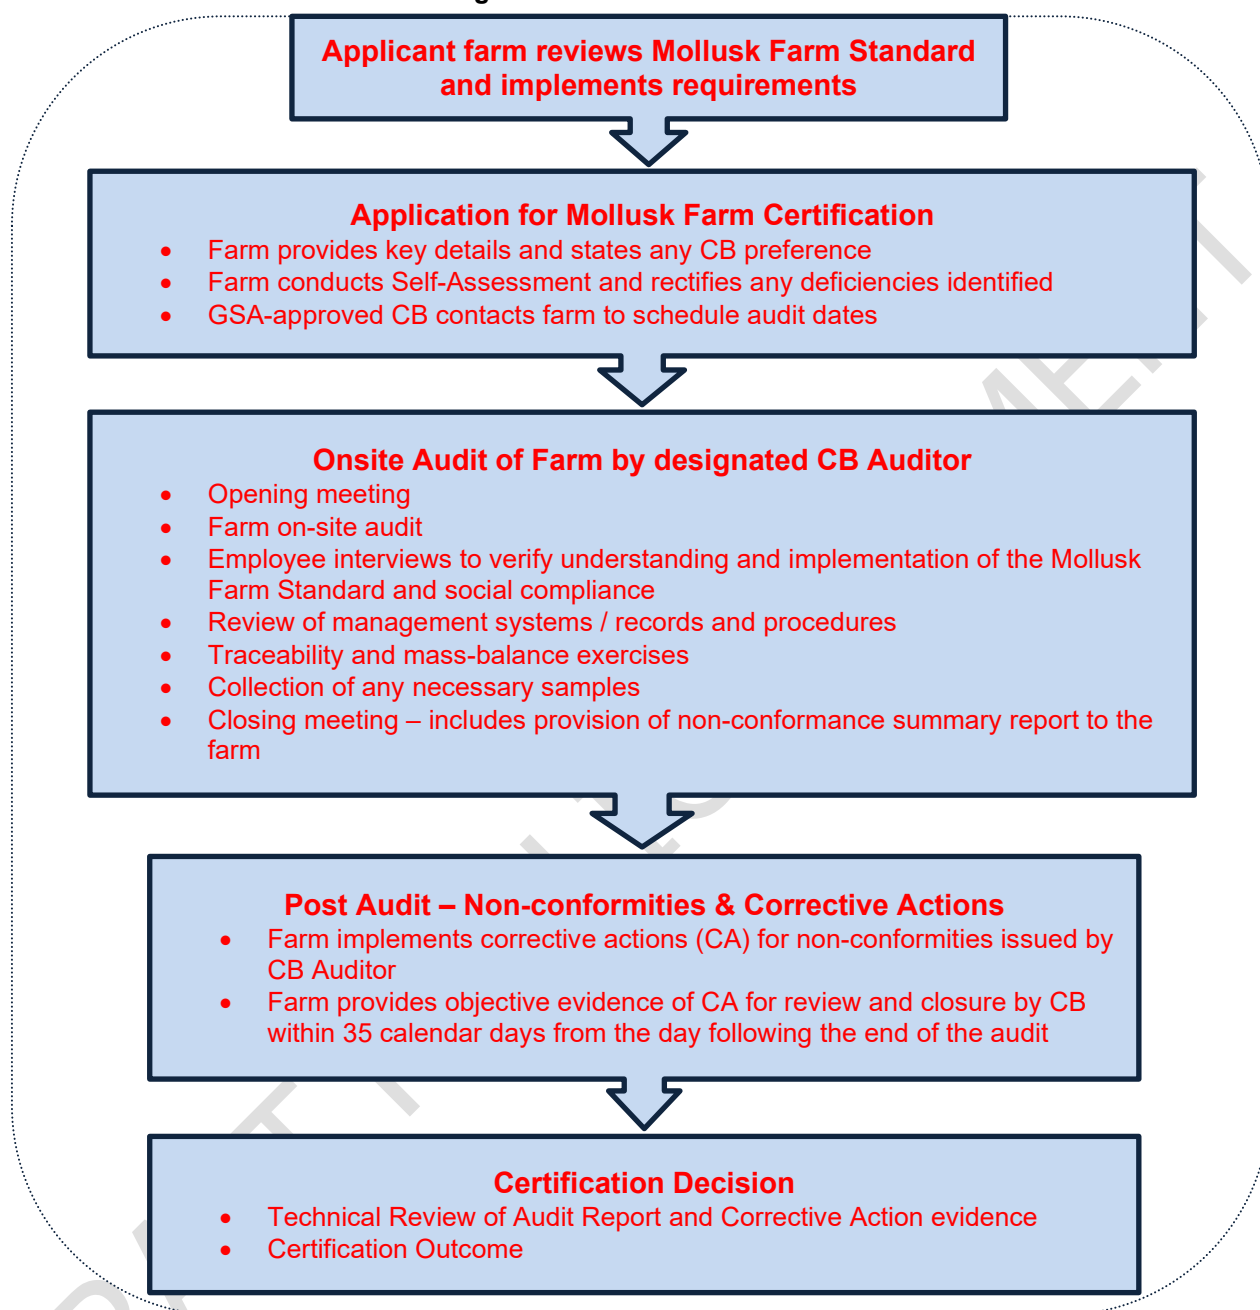 Applicant farm reviews Mollusk Farm Standard
and implements requirements
Application for Mollusk Farm Certification
• Farm provides key details and states any CB preference
• Farm conducts Self-Assessment and rectifies any deficiencies identified
• GSA-approved CB contacts farm to schedule audit dates
Onsite Audit of Farm by designated CB Auditor
• Opening meeting
• Farm on-site audit
• Employee interviews to verify understanding and implementation of the Mollusk
Farm Standard and social compliance
• Review of management systems / records and procedures
• Traceability and mass-balance exercises
• Collection of any necessary samples
• Closing meeting – includes provision of non-conformance summary report to the
farm
Post Audit – Non-conformities & Corrective Actions
• Farm implements corrective actions (CA) for non-conformities issued by
CB Auditor
• Farm provides objective evidence of CA for review and closure by CB
within 35 calendar days from the day following the end of the audit
Certification Decision
• Technical Review of Audit Report and Corrective Action evidence
• Certification Outcome